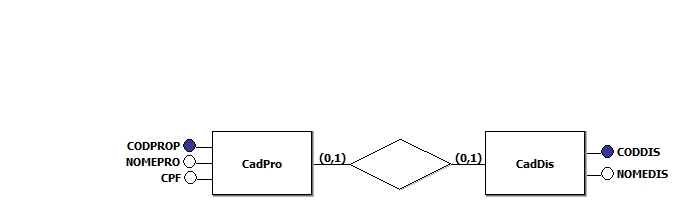 CODPROP
NOMEPRO
CPF
CadPro
(0,1)
(0,1)
CadDis
CODDIS
NOMEDIS